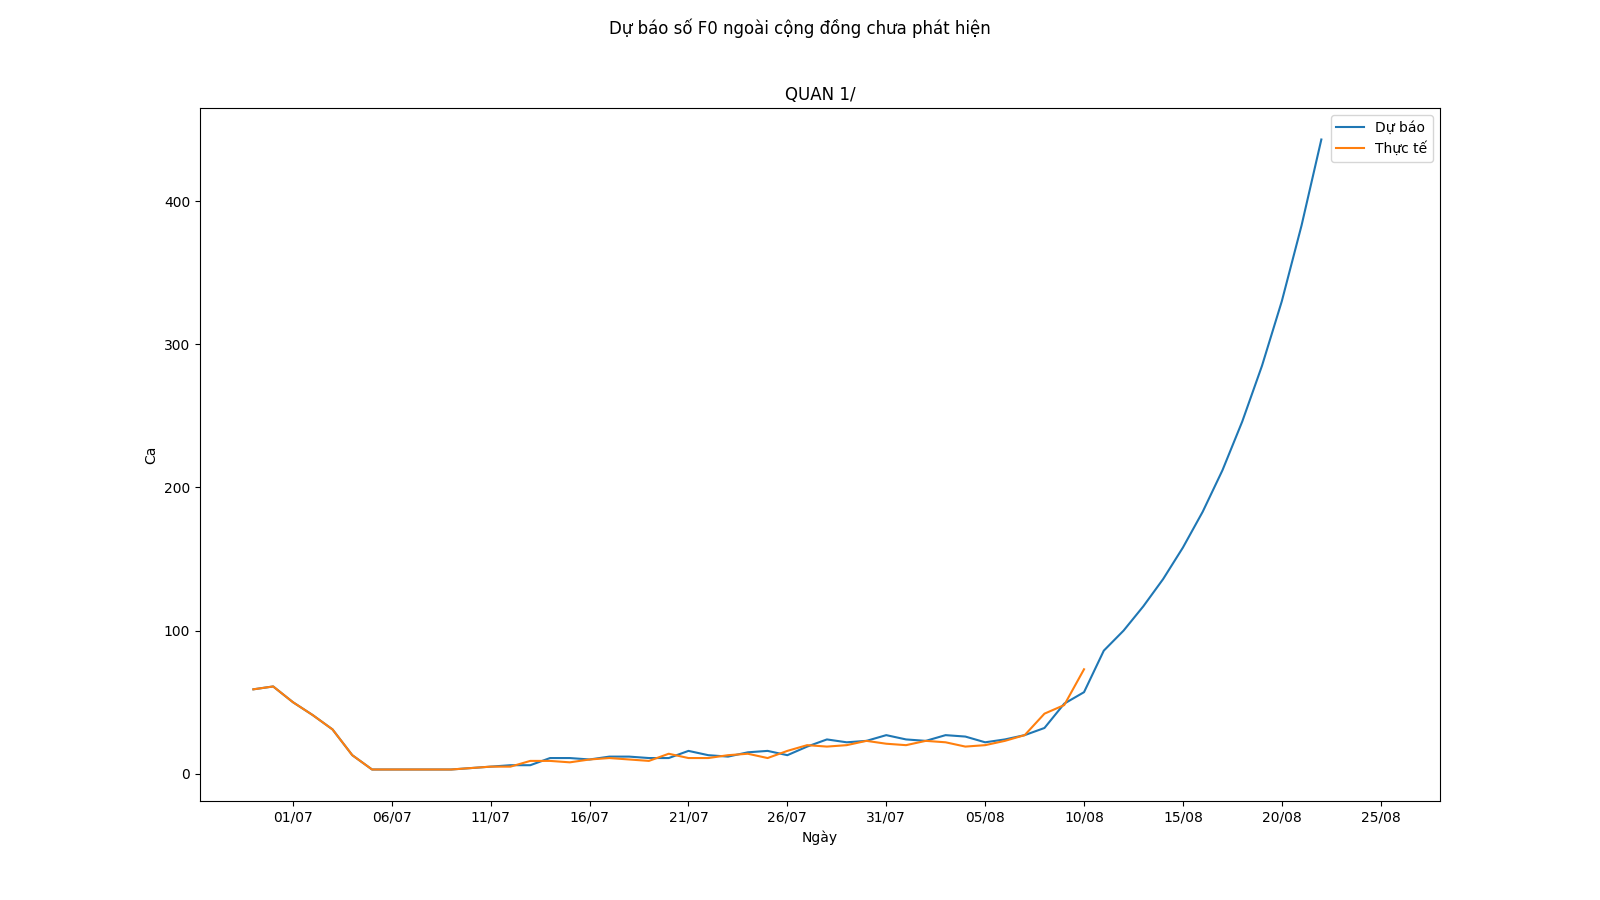 Dự báo số F0 ngoài cộng đồng chưa phát hiện
QUAN 1/
Dự báo
Thực tế
400
300
200
100
0
Ca
01/07 06/07 11/07 16/07 21/07 26/07 31/07 05/08 10/08 15/08 20/08 25/08
Ngày